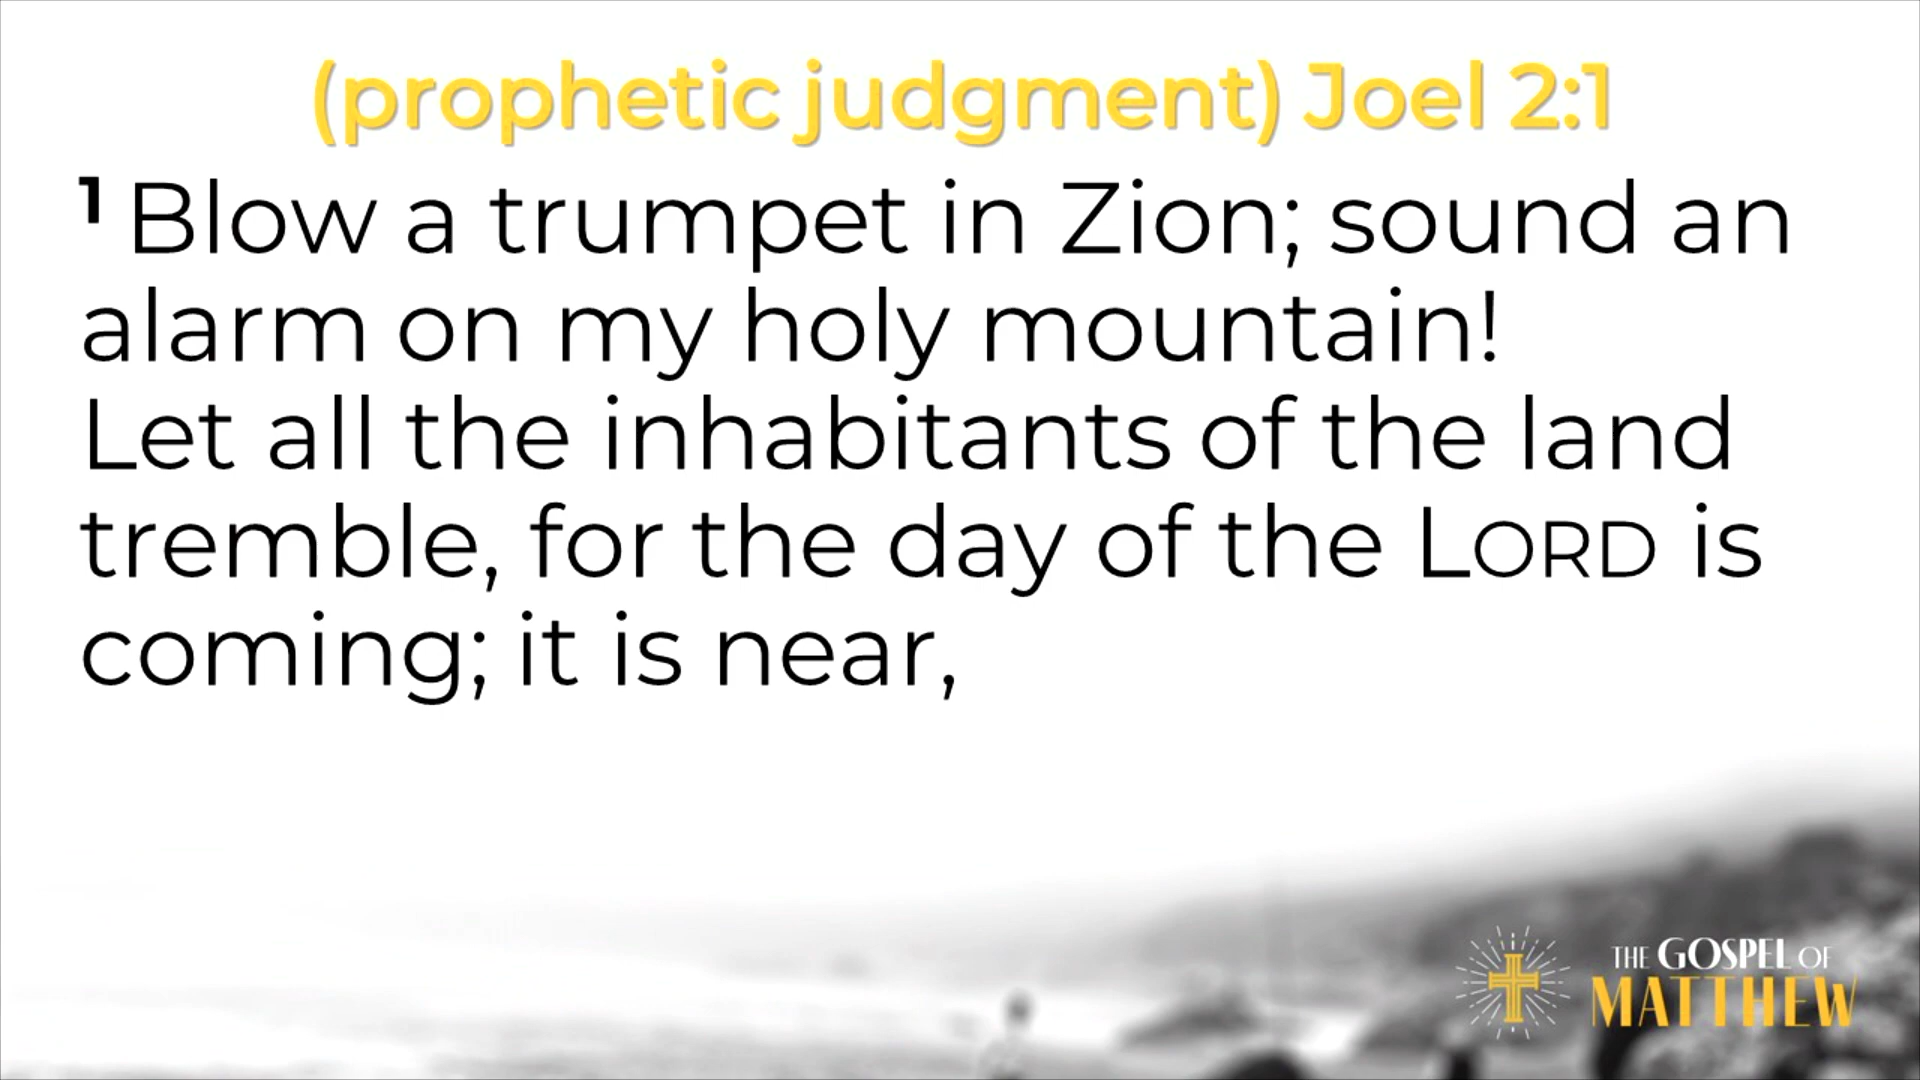 (prophetic judgment) Joel 2:1
1 Blow a trumpet in Zion; sound an
alarm on my holy mountain!
Let all the inhabitants of the land
tremble, for the day of the LORD is
coming; it is near,
THE GOSPEL OF
MATTHEW